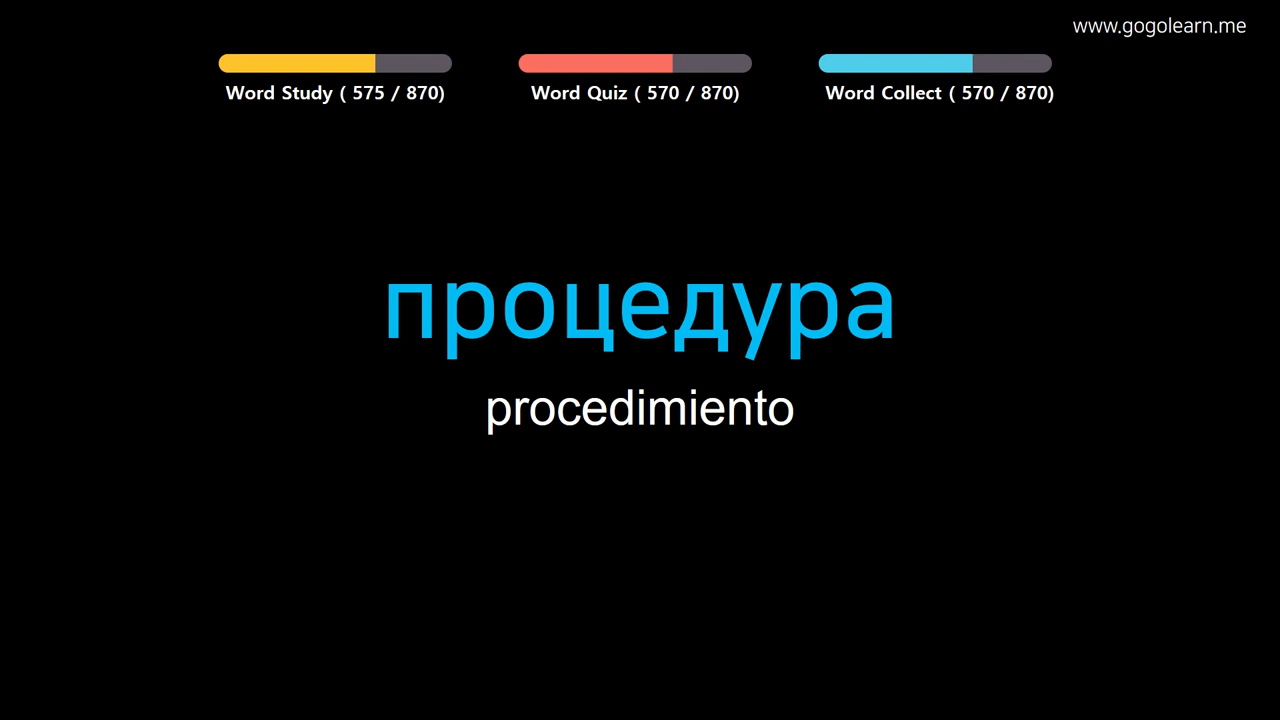 www.gogolearn.me
Word Study ( 575 / 870)
Word Quiz ( 570 / 870)
Word Collect ( 570 / 870)
процедура
procedimiento